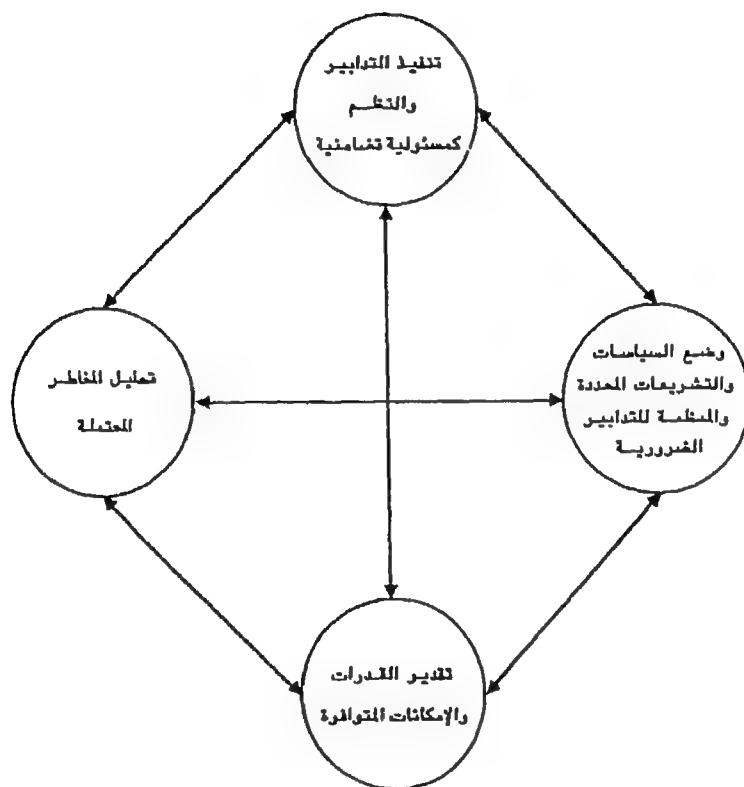 تنفيذ التدابير
والنظم
كمسئولية تضامنية
وضع السياسات
والتشريعات المحددة
والمنظمة للتدابير
الضرورية
تحليل المخاطر
المحتملة
تقدير القدرات
والإمكانات المتوافرة